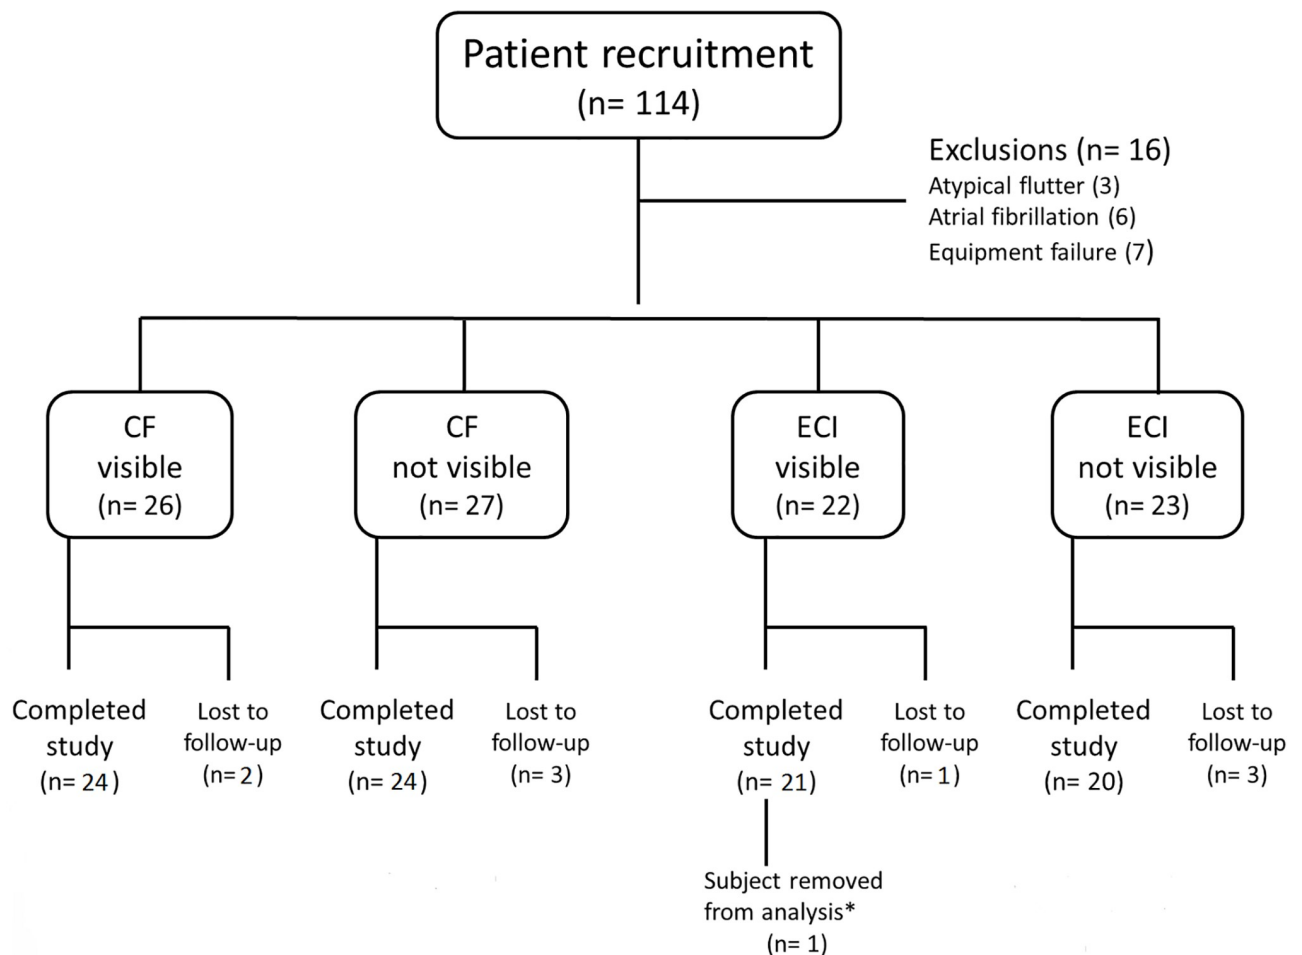 Patient recruitment
(n= 114)
Exclusions (n= 16)
Atypical flutter (3)
Atrial fibrillation (6)
Equipment failure (7)
CF
visible
(n= 26)
CF
not visible
(n= 27)
ECI
visible
(n= 22)
ECI
not visible
(n= 23)
Completed
study
(n= 24)
Lost to
follow-up
(n= 2)
Completed
study
(n= 24)
Lost to
follow-up
(n= 3)
Completed
study
(n= 21)
Lost to
follow-up
(n= 1)
Completed
study
(n= 20)
Lost to
follow-up
(n= 3)
Subject removed
from analysis*
(n= 1)